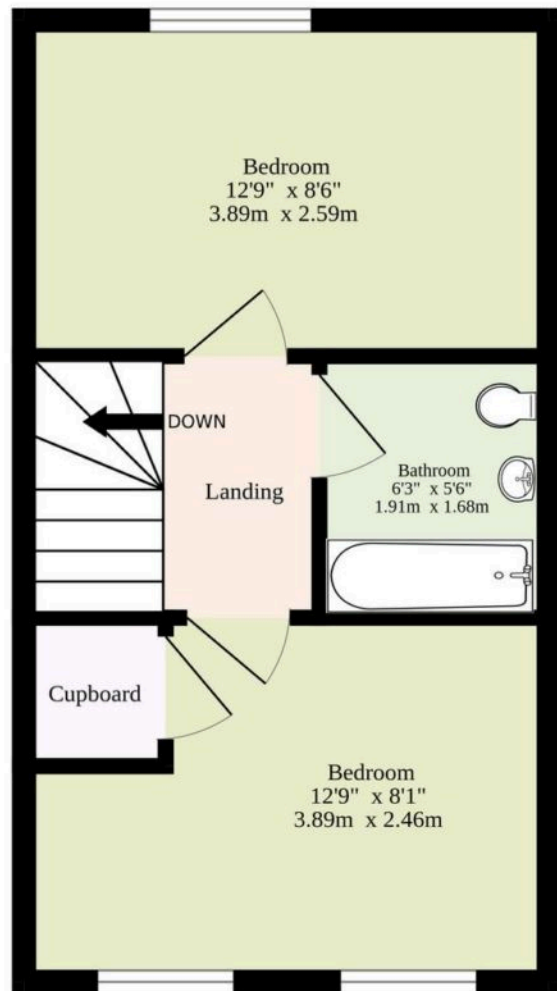 Bedroom
12'9" x 8'6"
3.89m x 2.59m
DOWN
Landing
Bathroom
6'3" x 5'6"
1.91m x 1.68m
Cupboard
Bedroom
12'9" x 8'1"
3.89m x 2.46m